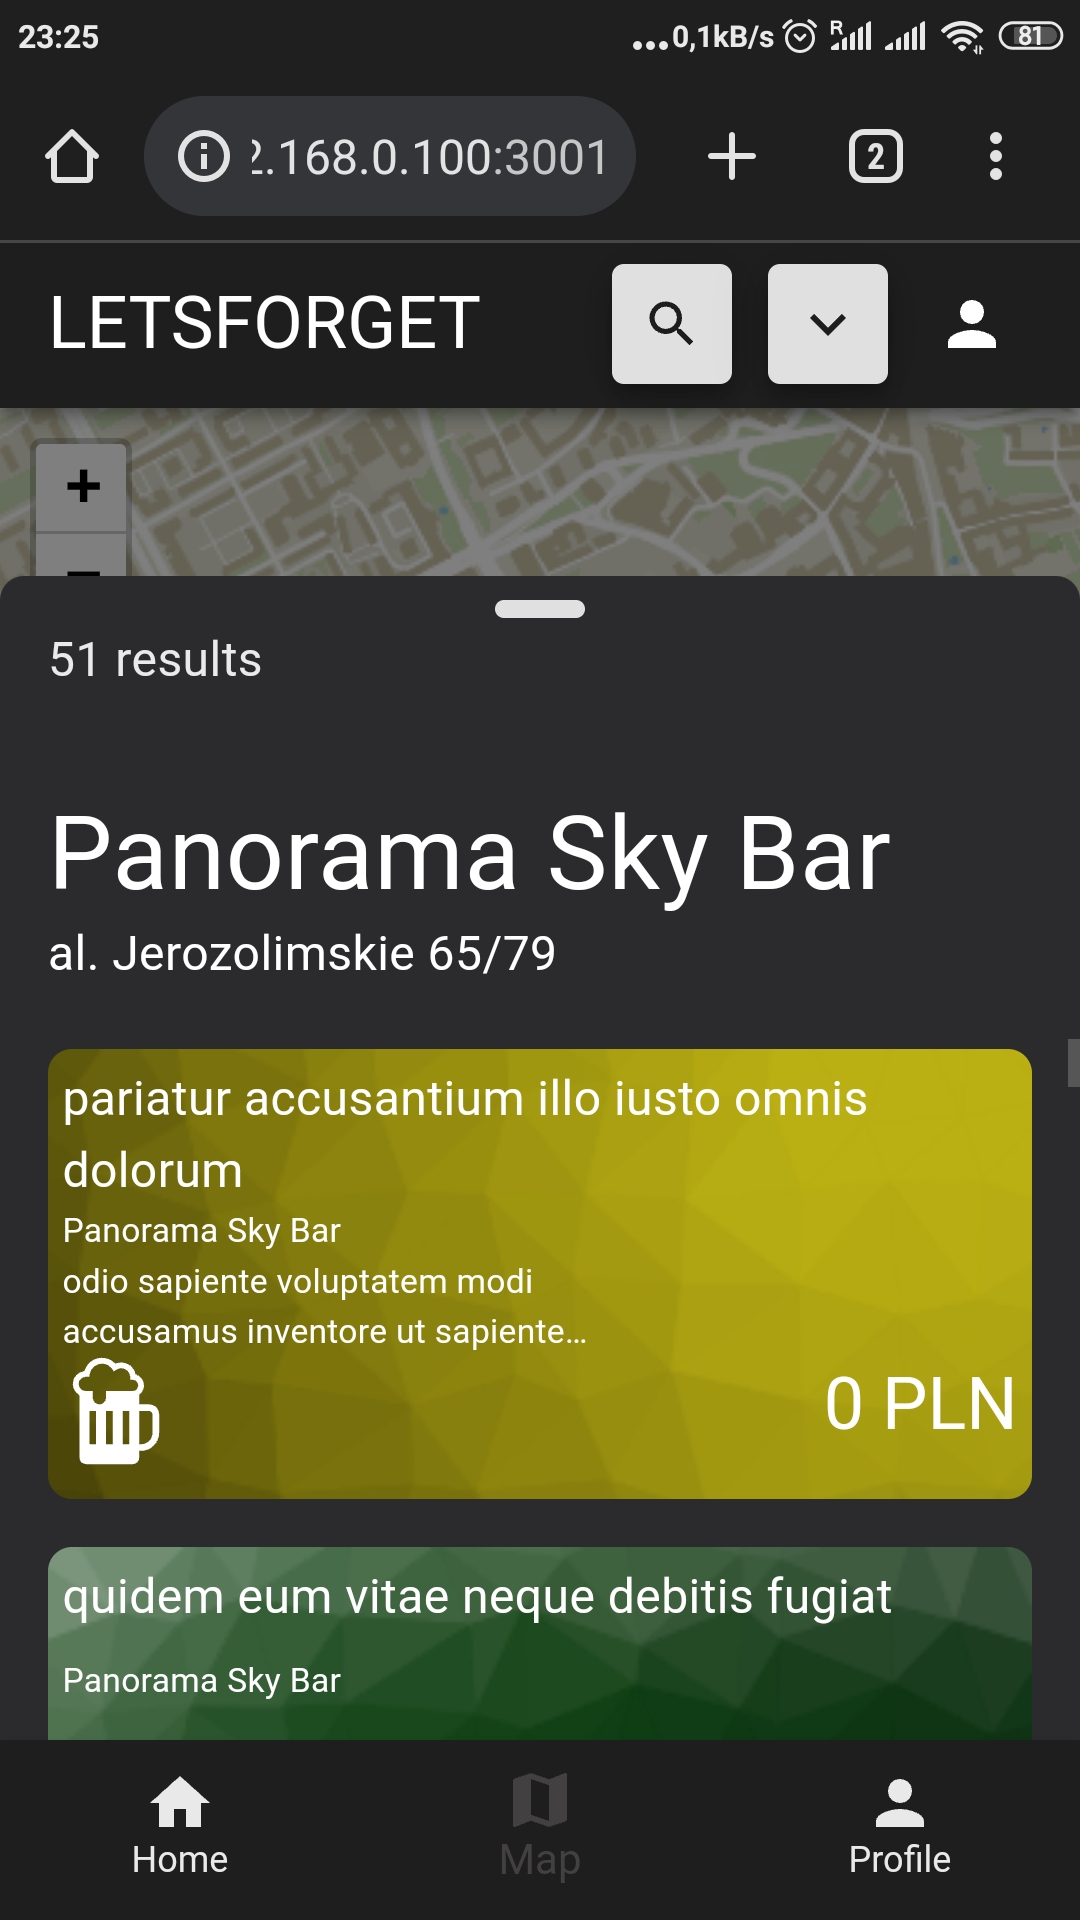 23:25
...0,1kB/s
R
81
2.168.0.100:3001
2
LETSFORGET
+
−
51 results
Panorama Sky Bar
al. Jerozolimskie 65/79
pariatur accusantium illo iusto omnis
dolorum
Panorama Sky Bar
odio sapiente voluptatem modi
accusamus inventore ut sapiente...
0 PLN
quidem eum vitae neque debitis fugiat
Panorama Sky Bar
Home
Map
Profile